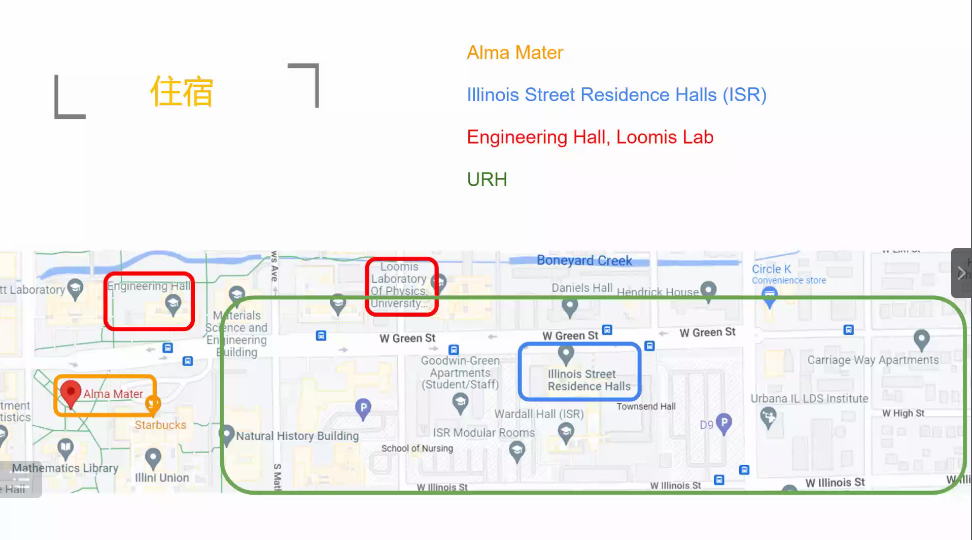 住宿
Alma Mater
Illinois Street Residence Halls (ISR)
Engineering Hall, Loomis Lab
URH
Boneyard Creek
Loomis
Laboratory
Of Physics,
University...
Circle K
Convenience store
tt Laboratory
Engineering Hall
Daniels Hall
Hendrick House
Materials
Science and
Engineering
Building
W Green St
W Green St
W Green St
Goodwin-Green
Apartments
(Student/Staff)
Illinois Street
Residence Halls
Carriage Way Apartments
Alma Mater
Starbucks
Wardall Hall (ISR)
Townsend Hall
Urbana IL LDS Institute
W High St
D9
P
tment
tistics
Natural History Building
ISR Modular Rooms
School of Nursing
Mathematics Library
Illini Union
S Mat
e Hall
W Illinois St
W Illinois St
W Illinois St